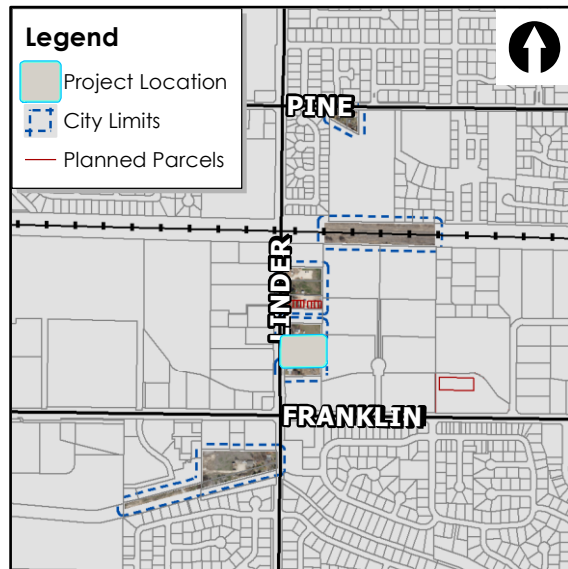 Legend
Project Location
City Limits
Planned Parcels
PINE
LINDER
FRANKLIN